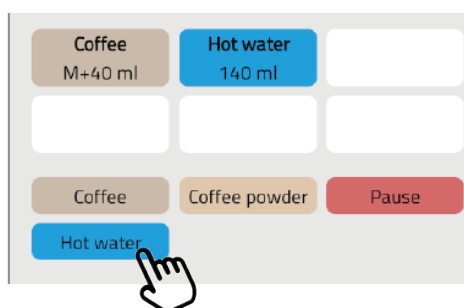 Coffee
M+40 ml
Hot water
140 ml
Coffee
Coffee powder
Pause
Hot water